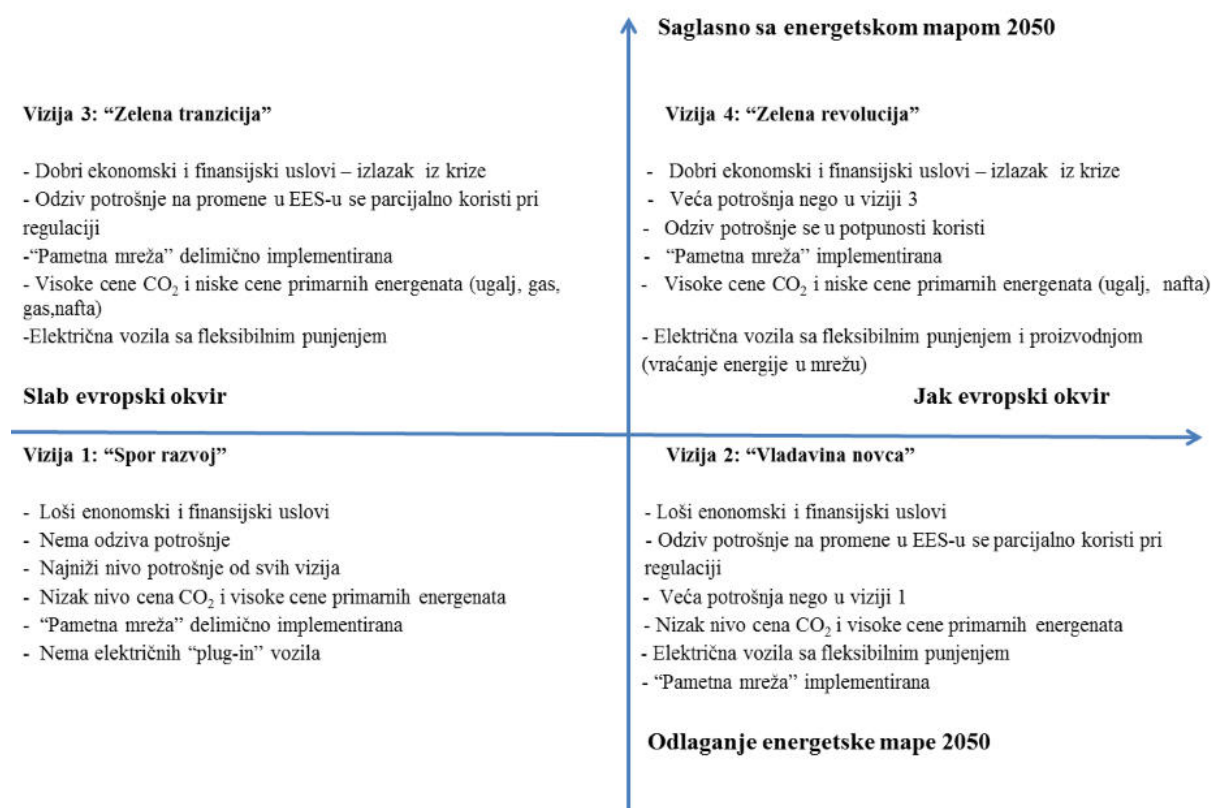 Saglasno sa energetskom mapom 2050
Vizija 3: “Zelena tranzicija”
- Dobri ekonomski i finansijski uslovi – izlazak iz krize
- Odziv potrošnje na promene u EES-u se parcijalno koristi pri
regulaciji
-“Pametna mreža” delimično implementirana
- Visoke cene CO₂ i niske cene primarnih energenata (ugalj, gas,
gas,nafta)
-Električna vozila sa fleksibilnim punjenjem
Slab evropski okvir
Vizija 4: “Zelena revolucija”
- Dobri ekonomski i finansijski uslovi – izlazak iz krize
- Veća potrošnja nego u viziji 3
- Odziv potrošnje se u potpunosti koristi
- “Pametna mreža” implementirana
- Visoke cene CO₂ i niske cene primarnih energenata (ugalj, nafta)
- Električna vozila sa fleksibilnim punjenjem i proizvodnjom
(vraćanje energije u mrežu)
Jak evropski okvir
Vizija 1: “Spor razvoj”
- Loši enonomski i finansijski uslovi
- Nema odziva potrošnje
- Najniži nivo potrošnje od svih vizija
- Nizak nivo cena CO₂ i visoke cene primarnih energenata
- “Pametna mreža” delimično implementirana
- Nema električnih “plug-in” vozila
Vizija 2: “Vladavina novca”
- Loši enonomski i finansijski uslovi
- Odziv potrošnje na promene u EES-u se parcijalno koristi pri
regulaciji
- Veća potrošnja nego u viziji 1
- Nizak nivo cena CO₂ i visoke cene primarnih energenata
- Električna vozila sa fleksibilnim punjenjem
- “Pametna mreža” implementirana
Odlaganje energetske mape 2050